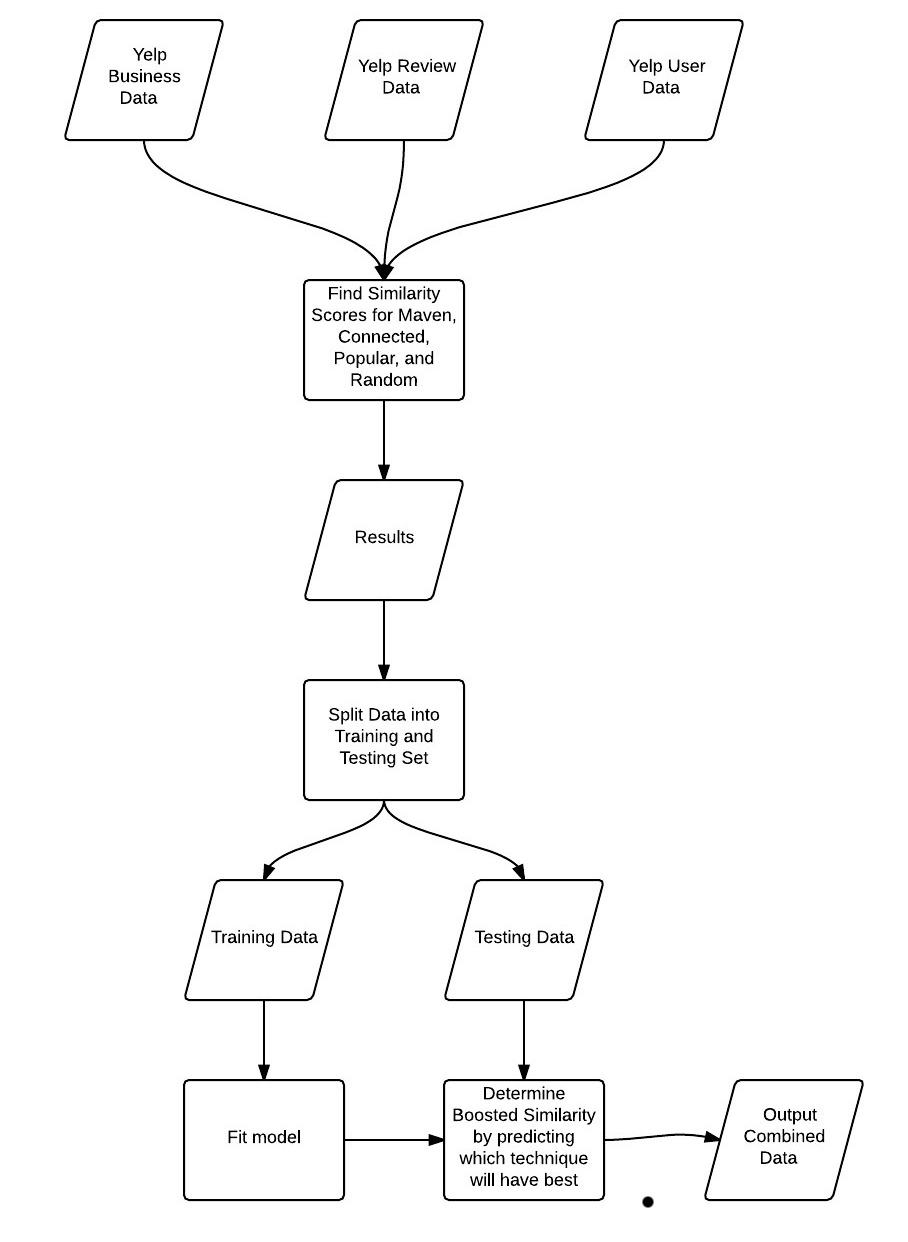 Yelp
Business
Data
Yelp Review
Data
Yelp User
Data
Find Similarity
Scores for Maven,
Connected,
Popular, and
Random
Results
Split Data into
Training and
Testing Set
Training Data
Testing Data
Fit model
Determine
Boosted Similarity
by predicting
which technique
will have best
Output
Combined
Data